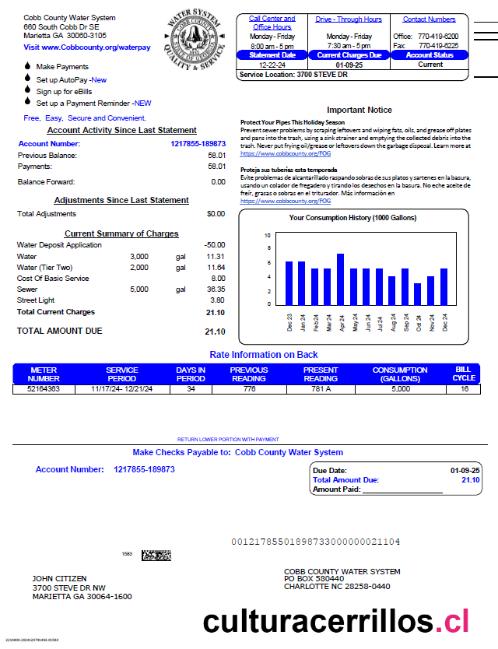 Cobb County Water System
660 South Cobb Dr SE
Marietta GA 30060-3105
Visit www.Cobbcounty.org/waterpay
Make Payments
Set up AutoPay -New
Sign up for eBills
Set up a Payment Reminder -NEW
Free, Easy, Secure and Convenient.
WATER SYSTEM
QUALITY & SERVICE
Call Center and Office Hours
Monday - Friday
8:00 am - 5 pm
Drive - Through Hours
Monday - Friday
7:30 am - 5 pm
Contact Numbers
Office: 770-419-6200
Fax: 770-419-6225
Statement Date Current Charges Due Account Status
12-22-24 01-09-25 Current
Service Location: 3700 STEVE DR
Account Activity Since Last Statement
Account Number: 1217855-189873
Previous Balance: 58.01
Payments: 58.01
Balance Forward: 0.00
Adjustments Since Last Statement
Total Adjustments $0.00
Current Summary of Charges
Water Deposit Application -50.00
Water 3,000 gal 11.31
Water (Tier Two) 2,000 gal 11.64
Cost Of Basic Service 8.00
Sewer 5,000 gal 36.35
Street Light 3.80
Total Current Charges 21.10
TOTAL AMOUNT DUE 21.10
Important Notice
Protect Your Pipes This Holiday Season
Prevent sewer problems by scraping leftovers and wiping fats, oils, and grease off plates
and pans into the trash, using a sink strainer and emptying the collected debris into the
trash. Never put frying oil/grease or leftovers down the garbage disposal. Learn more at
https://www.cobbcounty.org/FOG
Proteja sus tuberias esta temporada
Evite problemas de alcantarillado raspando sobras de sus platos y sartenes en la basura,
usando un colador de fregadero y tirando los desechos en la basura. No eche aceite de
freir, grasas o sobras en el triturador. Más información en
https://www.cobbcounty.org/FOG
Your Consumption History (1000 Gallons)
10
8
6
4
2
0
Dec 23 Jan 24 Feb 24 Mar 24 Apr 24 May 24 Jun 24 Jul 24 Aug 24 Sep 24 Oct 24 Nov 24 Dec 24
Rate Information on Back
METER NUMBER SERVICE PERIOD DAYS IN PERIOD PREVIOUS READING PRESENT READING CONSUMPTION (GALLONS) BILL CYCLE
52164363 11/17/24- 12/21/24 34 776 781 A 5,000 16
RETURN LOWER PORTION WITH PAYMENT
Make Checks Payable to: Cobb County Water System
Account Number: 1217855-189873
Due Date: 01-09-25
Total Amount Due: 21.10
Amount Paid:
001217855018987330000000021104
1583
JOHN CITIZEN
3700 STEVE DR NW
MARIETTA GA 30064-1600
COBB COUNTY WATER SYSTEM
PO BOX 580440
CHARLOTTE NC 28258-0440
culturacerrillos.cl